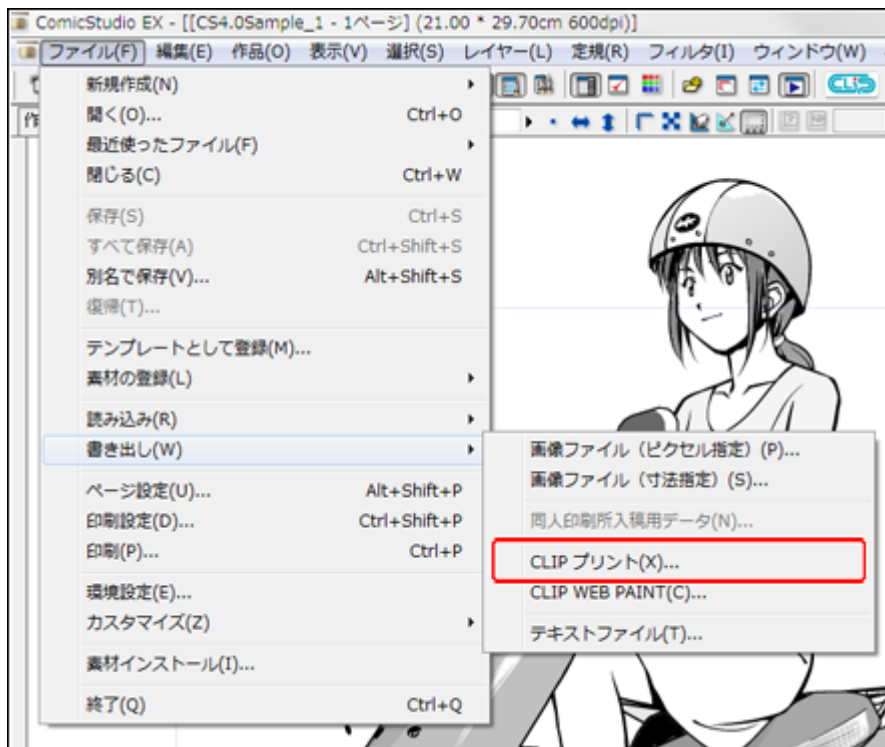 ComicStudio EX - [[CS4.0Sample_1 - 1ページ] (21.00 * 29.70cm 600dpi)]
ファイル(F) 編集(E) 作品(O) 表示(V) 選択(S) レイヤー(L) 定規(R) フィルタ(I) ウィンドウ(W)
CLIP
作
新規作成(N)
開く(O)... Ctrl+O
最近使ったファイル(F)
閉じる(C) Ctrl+W
保存(S) Ctrl+S
すべて保存(A) Ctrl+Shift+S
別名で保存(V)... Alt+Shift+S
復帰(T)...
テンプレートとして登録(M)...
素材の登録(L)
読み込み(R)
書き出し(W)
ページ設定(U)... Alt+Shift+P
印刷設定(D)... Ctrl+Shift+P
印刷(P)... Ctrl+P
環境設定(E)...
カスタマイズ(Z)
素材インストール(I)...
終了(Q) Ctrl+Q
画像ファイル（ピクセル指定）(P)...
画像ファイル（寸法指定）(S)...
同人印刷所入稿用データ(N)...
CLIP プリント(X)...
CLIP WEB PAINT(C)...
テキストファイル(T)...